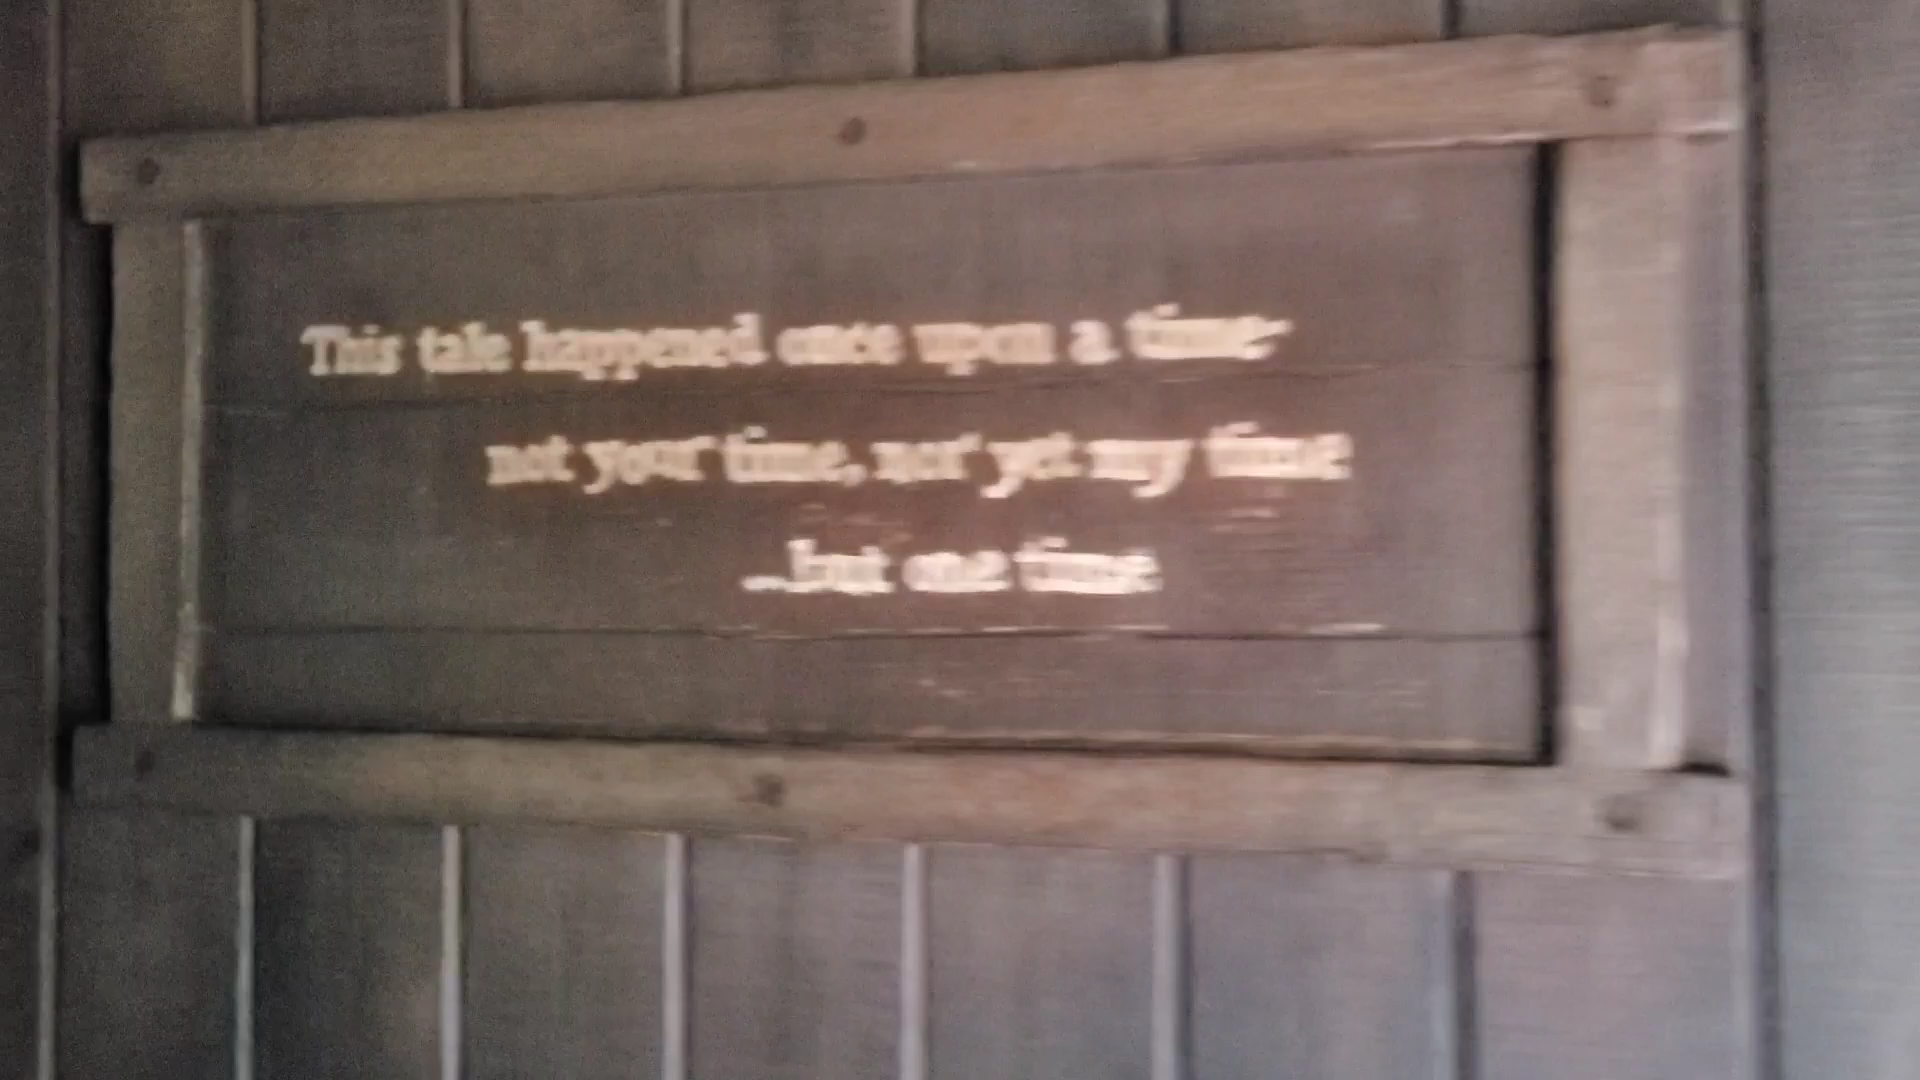 This tale happened once upon a time-
not your time, nor yet my time
...but one time